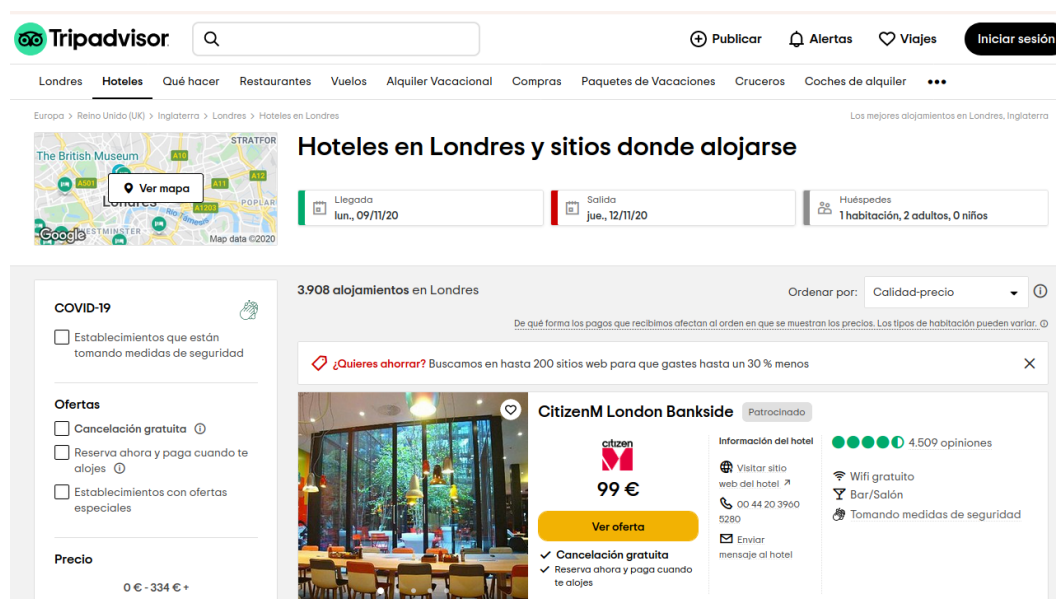 Tripadvisor
Publicar
Alertas
Viajes
Iniciar sesión
Londres Hoteles Qué hacer Restaurantes Vuelos Alquiler Vacacional Compras Paquetes de Vacaciones Cruceros Coches de alquiler •••
Europa > Reino Unido (UK) > Inglaterra > Londres > Hoteles en Londres
Los mejores alojamientos en Londres, Inglaterra
The British Museum
STRATFOR
A10
A501
A11
A12
Ver mapa
Londres
A1203
POPLAR
Rio Támesis
WESTMINSTER
Google
Map data ©2020
Hoteles en Londres y sitios donde alojarse
Llegada
lun., 09/11/20
Salida
jue., 12/11/20
Huéspedes
1 habitación, 2 adultos, 0 niños
COVID-19
Establecimientos que están
tomando medidas de seguridad
Ofertas
Cancelación gratuita
Reserva ahora y paga cuando te
alojes
Establecimientos con ofertas
especiales
Precio
0 € - 334 € +
3.908 alojamientos en Londres
Ordenar por: Calidad-precio
De qué forma los pagos que recibimos afectan al orden en que se muestran los precios. Los tipos de habitación pueden variar.
¿Quieres ahorrar? Buscamos en hasta 200 sitios web para que gastes hasta un 30 % menos
CitizenM London Bankside
Patrocinado
citizen
M
99 €
Ver oferta
Cancelación gratuita
Reserva ahora y paga cuando
te alojes
Información del hotel
Visitar sitio
web del hotel
00 44 20 3960
5280
Enviar
mensaje al hotel
4.509 opiniones
Wifi gratuito
Bar/Salón
Tomando medidas de seguridad